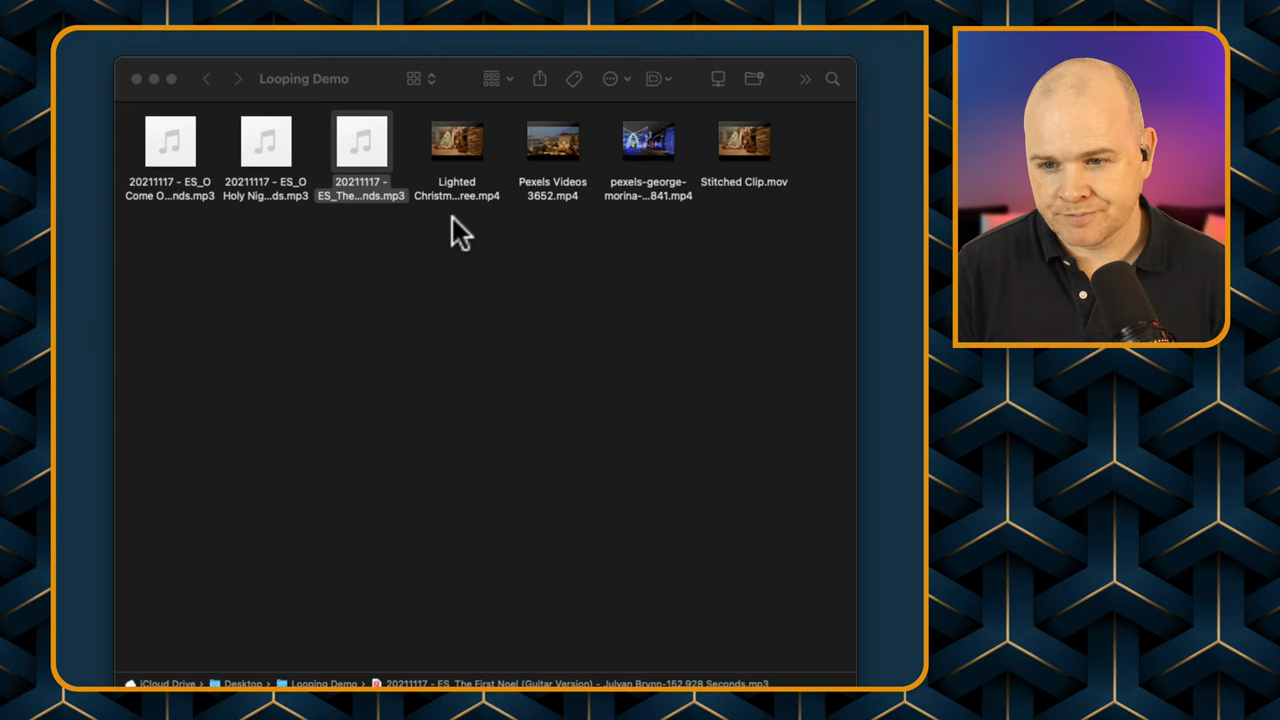 Looping Demo
20211117 - ES_O
Come O...nds.mp3
20211117 - ES_O
Holy Nig...ds.mp3
20211117 -
ES_The...nds.mp3
Lighted
Christm...ree.mp4
Pexels Videos
3652.mp4
pexels-george-
morina-...841.mp4
Stitched Clip.mov
iCloud Drive › Desktop › Looping Demo › 20211117 - ES_The First Noel (Guitar Version) - Julyan Brynn-152.928 Seconds.mp3